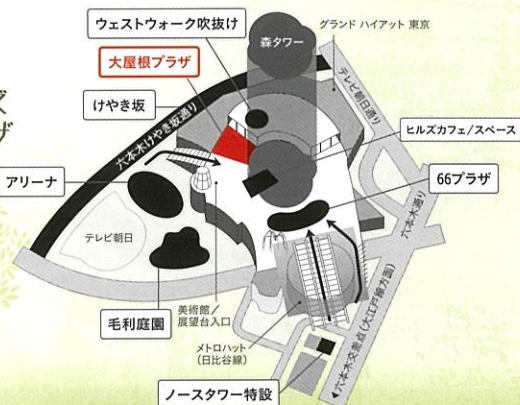 ウェストウォーク吹抜け
グランド ハイアット 東京
森タワー
大屋根プラザ
テレビ朝日通り
けやき坂
六本木けやき坂通り
ヒルズカフェ/スペース
アリーナ
66プラザ
テレビ朝日
六本木通り
毛利庭園
美術館/
展望台入口
メトロハット
(日比谷線)
◀六本木交差点(大江戸線方面)
ノースタワー特設